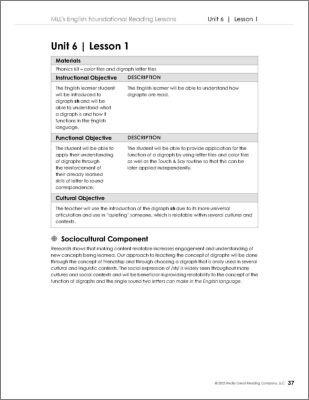 MLL's English Foundational Reading Lessons
Unit 6 | Lesson 1
Unit 6 | Lesson 1
Materials
Phonics Kit – color tiles and digraph letter tiles
Instructional Objective
DESCRIPTION
The English learner student
will be introduced to
digraph sh and will be
able to understand what
a digraph is and how it
functions in the English
language.
The English learner will be able to understand how
digraphs are read.
Functional Objective
DESCRIPTION
The student will be able to
apply their understanding
of digraphs through
the reinforcement of
their already learned
skills of letter to sound
correspondence.
The student will be able to provide application for the
function of a digraph by using letter tiles and color tiles
as well as the Touch & Say routine so that this can be
later applied independently.
Cultural Objective
The teacher will use the introduction of the digraph sh due to its more universal
articulation and use in "quieting" someone, which is relatable within several cultures and
contexts.
Sociocultural Component
Research shows that making content relatable increases engagement and understanding of
new concepts being learned. Our approach to teaching the concept of digraphs will be done
through the concept of friendship and through choosing a digraph that is orally used in several
cultural and linguistic contexts. The social expression of /sh/ is widely seen throughout many
cultures and social contexts and will be beneficial in providing relatability to the concept of the
function of digraphs and the single sound two letters can make in the English language.
©2022 Really Great Reading Company, LLC
37